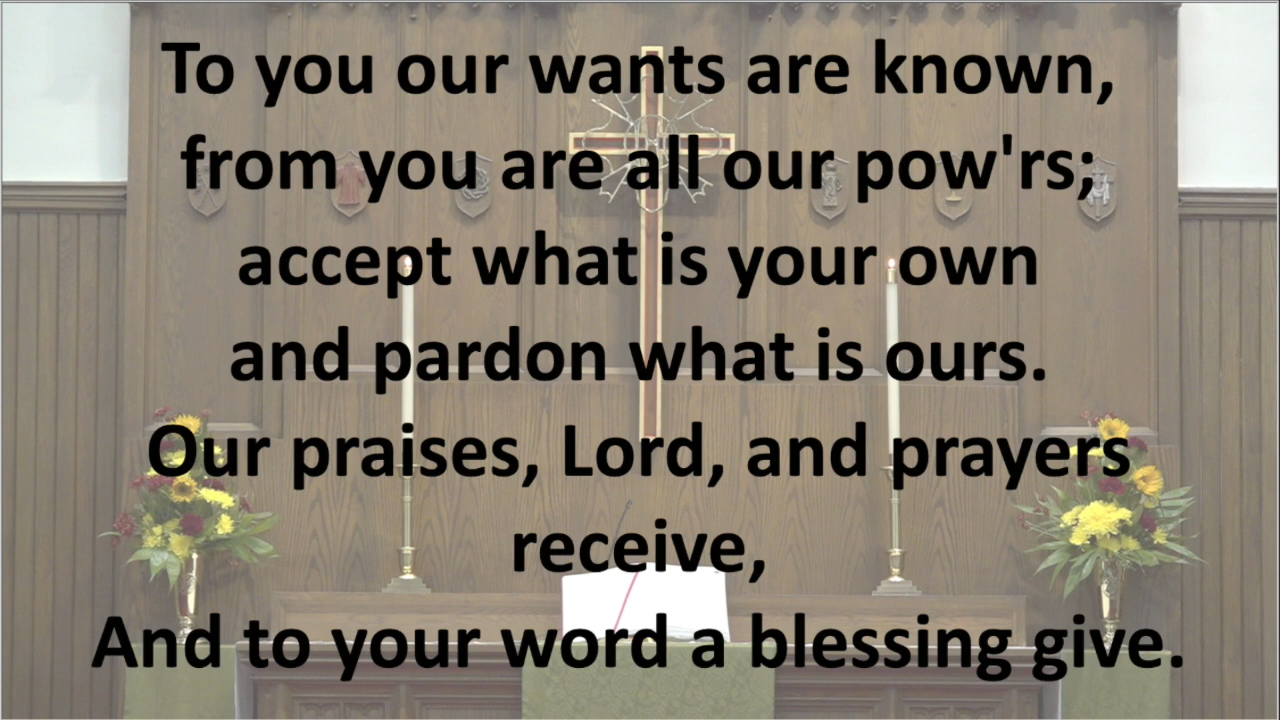 To you our wants are known,
from you are all our pow'rs;
accept what is your own
and pardon what is ours.
Our praises, Lord, and prayers
receive,
And to your word a blessing give.